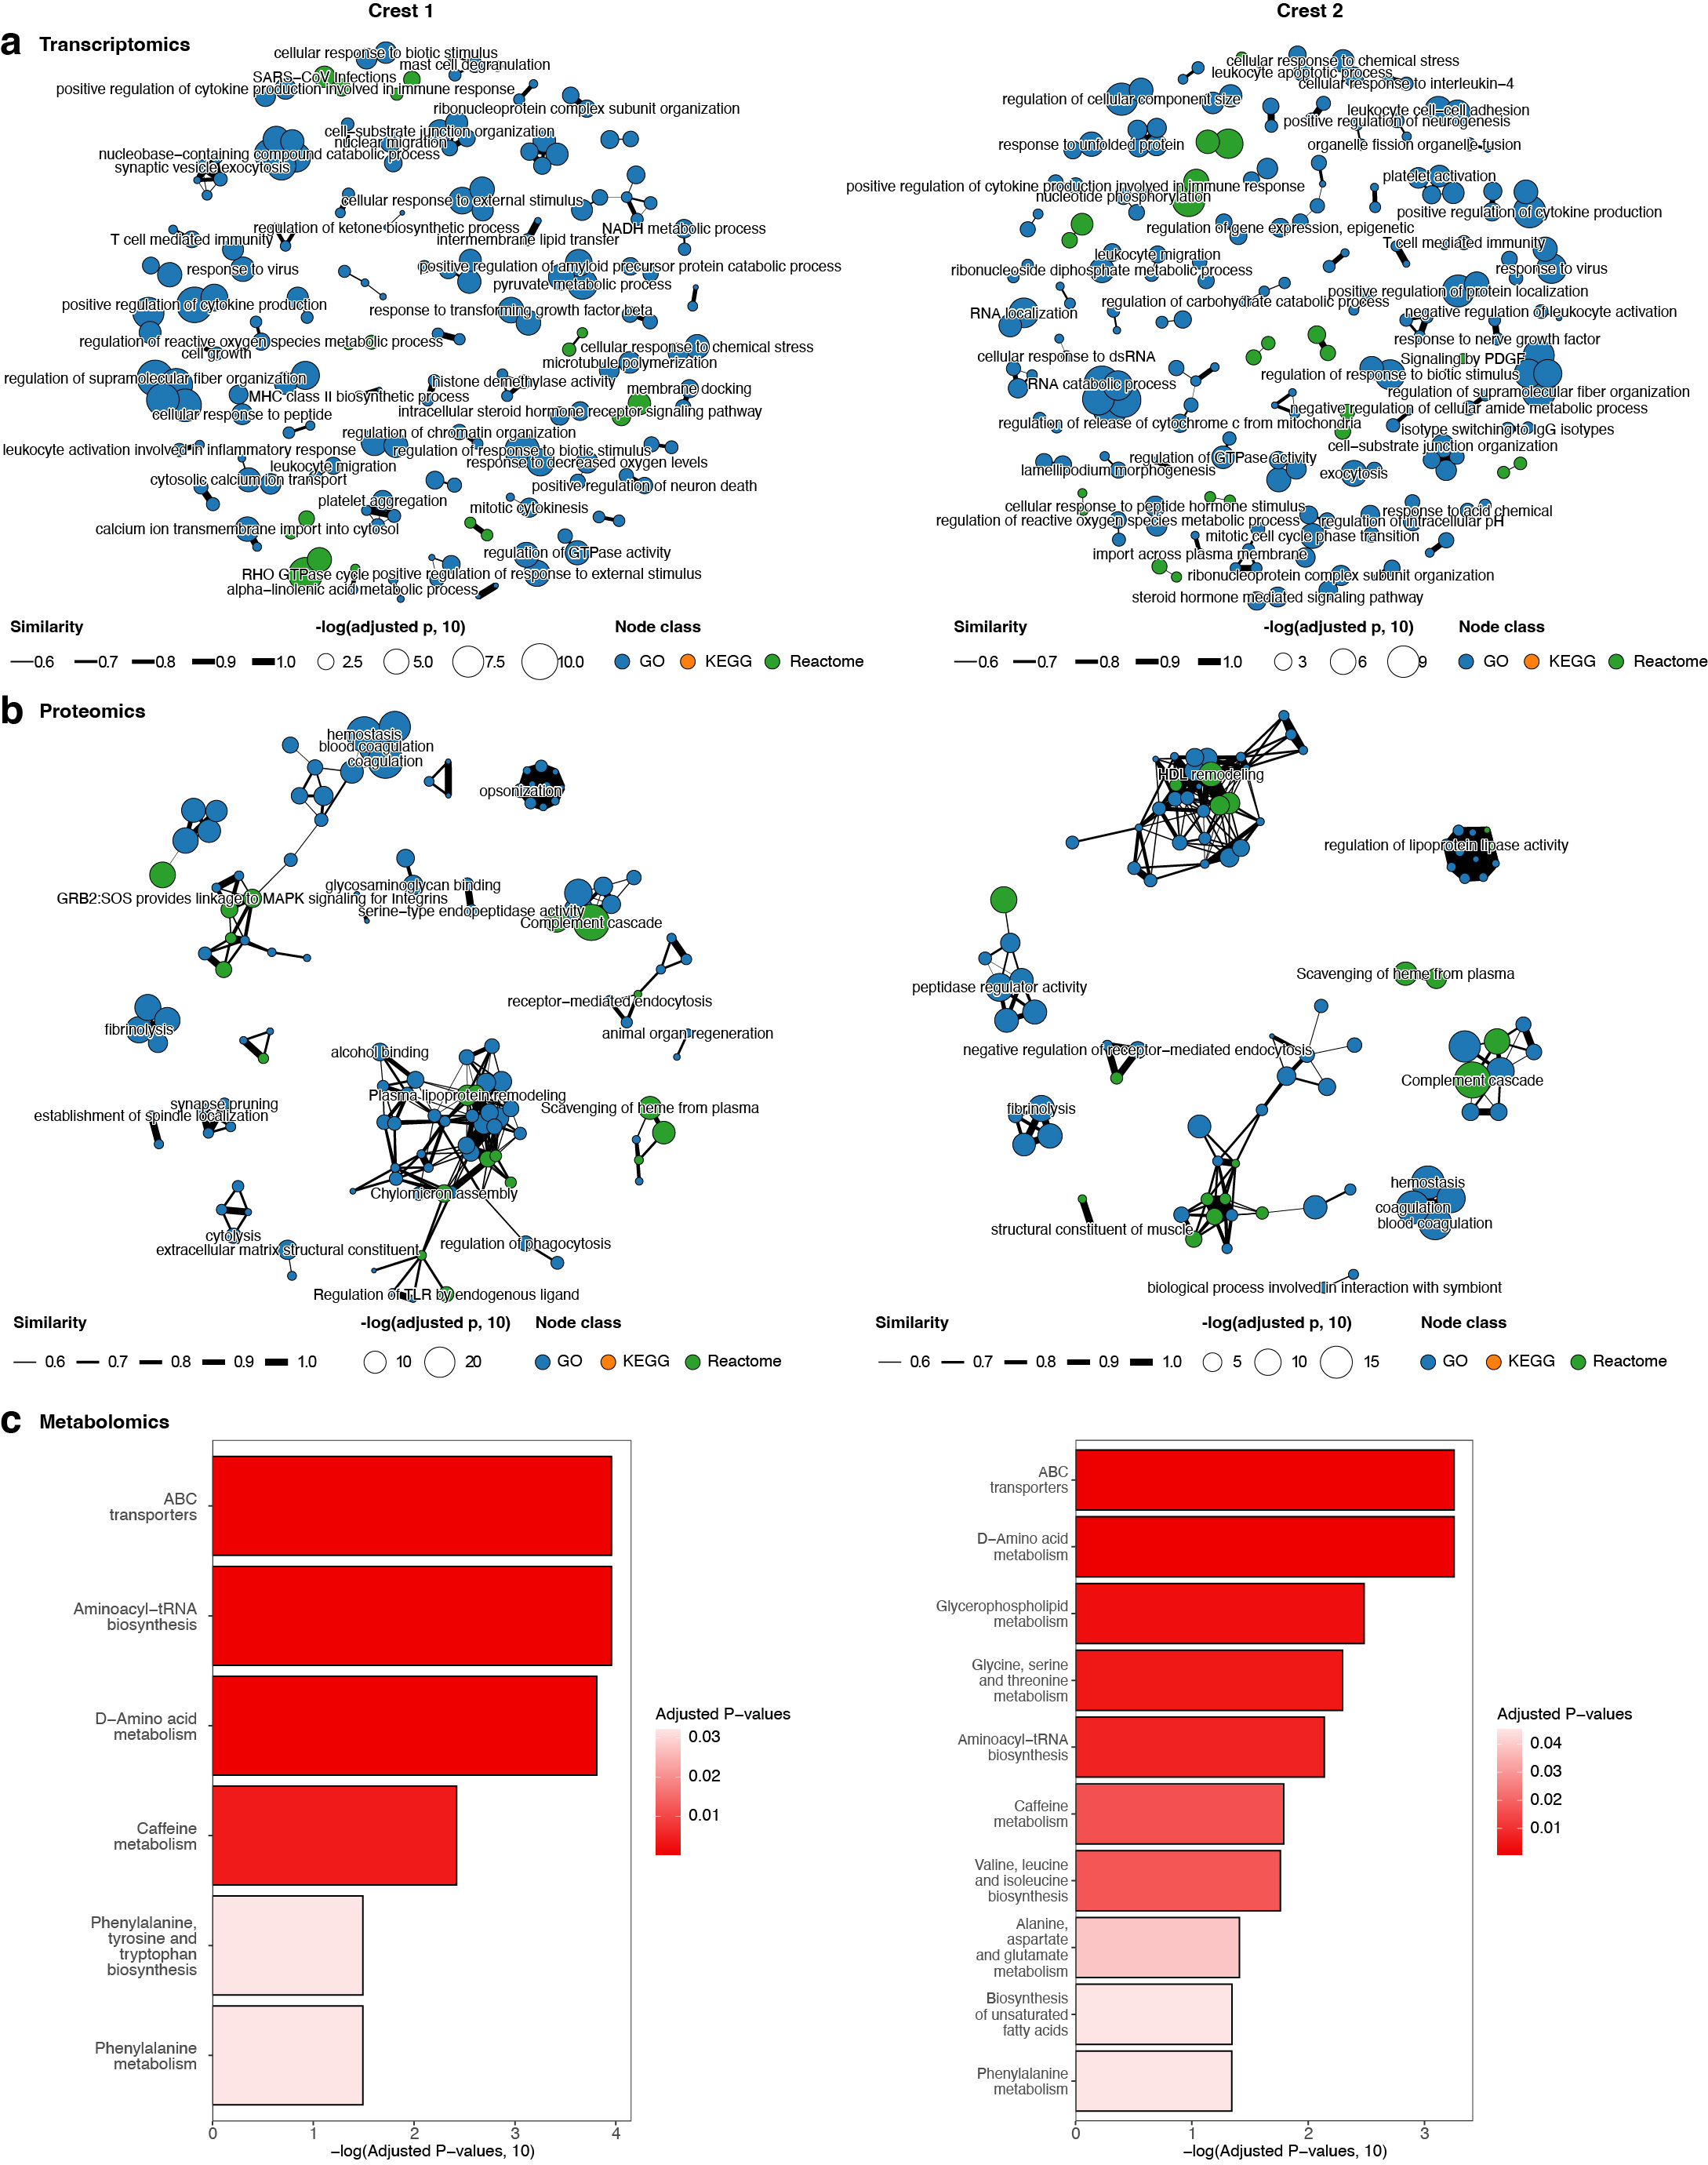 Crest 1
Crest 2
a Transcriptomics
cellular response to biotic stimulus
mast cell degranulation
SARS−CoV Infections
positive regulation of cytokine production involved in immune response
ribonucleoprotein complex subunit organization
cell−substrate junction organization
nuclear migration
nucleobase−containing compound catabolic process
synaptic vesicle exocytosis
cellular response to external stimulus
regulation of ketone biosynthetic process
NADH metabolic process
T cell mediated immunity
intermembrane lipid transfer
response to virus
positive regulation of amyloid precursor protein catabolic process
pyruvate metabolic process
positive regulation of cytokine production
response to transforming growth factor beta
regulation of reactive oxygen species metabolic process
cell growth
cellular response to chemical stress
microtubule polymerization
regulation of supramolecular fiber organization
histone demethylase activity
membrane docking
MHC class II biosynthetic process
cellular response to peptide
intracellular steroid hormone receptor signaling pathway
regulation of chromatin organization
leukocyte activation involved in inflammatory response
regulation of response to biotic stimulus
leukocyte migration
response to decreased oxygen levels
cytosolic calcium ion transport
positive regulation of neuron death
platelet aggregation
mitotic cytokinesis
calcium ion transmembrane import into cytosol
regulation of GTPase activity
RHO GTPase cycle
positive regulation of response to external stimulus
alpha−linolenic acid metabolic process
Similarity
-log(adjusted p, 10)
Node class
0.6 0.7 0.8 0.9 1.0 2.5 5.0 7.5 10.0 GO KEGG Reactome
cellular response to chemical stress
leukocyte apoptotic process
cellular response to interleukin−4
regulation of cellular component size
leukocyte cell−cell adhesion
positive regulation of neurogenesis
response to unfolded protein
organelle fission organelle fusion
platelet activation
positive regulation of cytokine production involved in immune response
nucleotide phosphorylation
positive regulation of cytokine production
regulation of gene expression, epigenetic
T cell mediated immunity
leukocyte migration
ribonucleoside diphosphate metabolic process
response to virus
positive regulation of protein localization
regulation of carbohydrate catabolic process
RNA localization
negative regulation of leukocyte activation
response to nerve growth factor
cellular response to dsRNA
Signaling by PDGF
regulation of response to biotic stimulus
RNA catabolic process
regulation of supramolecular fiber organization
negative regulation of cellular amide metabolic process
regulation of release of cytochrome c from mitochondria
isotype switching to IgG isotypes
cell−substrate junction organization
regulation of GTPase activity
lamellipodium morphogenesis
exocytosis
cellular response to peptide hormone stimulus
response to acid chemical
regulation of reactive oxygen species metabolic process
regulation of intracellular pH
mitotic cell cycle phase transition
import across plasma membrane
ribonucleoprotein complex subunit organization
steroid hormone mediated signaling pathway
Similarity
-log(adjusted p, 10)
Node class
0.6 0.7 0.8 0.9 1.0 3 6 9 GO KEGG Reactome
b Proteomics
hemostasis
blood coagulation
coagulation
opsonization
GRB2:SOS provides linkage to MAPK signaling for Integrins
glycosaminoglycan binding
serine−type endopeptidase activity
Complement cascade
receptor−mediated endocytosis
fibrinolysis
animal organ regeneration
alcohol binding
Plasma lipoprotein remodeling
synapse pruning
establishment of spindle localization
Scavenging of heme from plasma
Chylomicron assembly
cytolysis
extracellular matrix structural constituent
regulation of phagocytosis
Regulation of TLR by endogenous ligand
Similarity
-log(adjusted p, 10)
Node class
0.6 0.7 0.8 0.9 1.0 10 20 GO KEGG Reactome
HDL remodeling
regulation of lipoprotein lipase activity
Scavenging of heme from plasma
peptidase regulator activity
negative regulation of receptor−mediated endocytosis
Complement cascade
fibrinolysis
hemostasis
coagulation
blood coagulation
structural constituent of muscle
biological process involved in interaction with symbiont
Similarity
-log(adjusted p, 10)
Node class
0.6 0.7 0.8 0.9 1.0 5 10 15 GO KEGG Reactome
c Metabolomics
ABC
transporters
Aminoacyl−tRNA
biosynthesis
D−Amino acid
metabolism
Caffeine
metabolism
Phenylalanine,
tyrosine and
tryptophan
biosynthesis
Phenylalanine
metabolism
0 1 2 3 4
−log(Adjusted P−values, 10)
Adjusted P−values
0.03
0.02
0.01
ABC
transporters
D−Amino acid
metabolism
Glycerophospholipid
metabolism
Glycine, serine
and threonine
metabolism
Aminoacyl−tRNA
biosynthesis
Caffeine
metabolism
Valine, leucine
and isoleucine
biosynthesis
Alanine,
aspartate
and glutamate
metabolism
Biosynthesis
of unsaturated
fatty acids
Phenylalanine
metabolism
0 1 2 3
−log(Adjusted P−values, 10)
Adjusted P−values
0.04
0.03
0.02
0.01